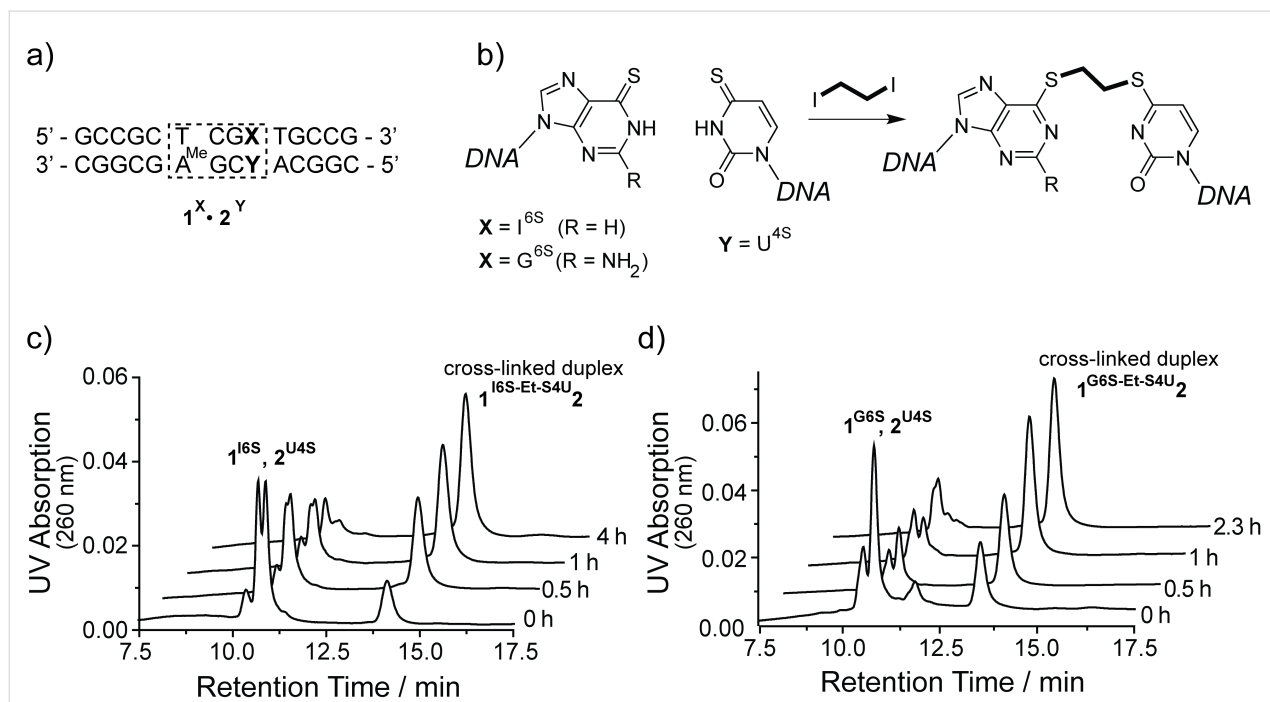 a)
5' - GCCGC T CGX TGCCG - 3'
Me
3' - CGGCG A GCY ACGGC - 5'
1^X · 2^Y
b)
S S I I S S
N NH HN N N N
N N N O N N O N
DNA R DNA DNA R DNA
X = I^6S (R = H)
X = G^6S (R = NH₂)
Y = U^4S
c)
cross-linked duplex
1^I6S-Et-S4U 2
1^I6S, 2^U4S
UV Absorption
(260 nm)
0.06
0.04
0.02
0.00
4 h
1 h
0.5 h
0 h
7.5 10.0 12.5 15.0 17.5
Retention Time / min
d)
cross-linked duplex
1^G6S-Et-S4U 2
1^G6S, 2^U4S
UV Absorption
(260 nm)
0.06
0.04
0.02
0.00
2.3 h
1 h
0.5 h
0 h
7.5 10.0 12.5 15.0 17.5
Retention Time / min